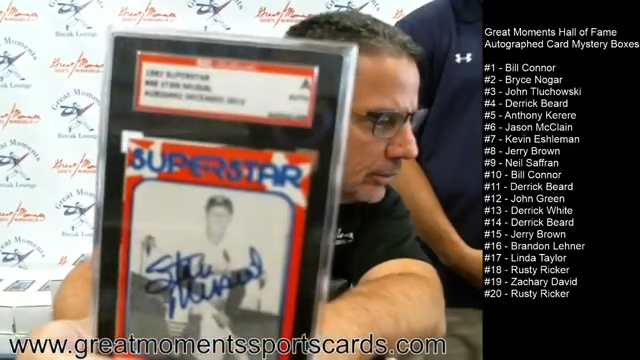 Great Moments Hall of Fame
Autographed Card Mystery Boxes
#1 - Bill Connor
#2 - Bryce Nogar
#3 - John Tluchowski
#4 - Derrick Beard
#5 - Anthony Kerere
#6 - Jason McClain
#7 - Kevin Eshleman
#8 - Jerry Brown
#9 - Neil Saffran
#10 - Bill Connor
#11 - Derrick Beard
#12 - John Green
#13 - Derrick White
#14 - Derrick Beard
#15 - Jerry Brown
#16 - Brandon Lehner
#17 - Linda Taylor
#18 - Rusty Ricker
#19 - Zachary David
#20 - Rusty Ricker
SUPERSTAR
#48 STAN MUSIAL
SUPERSTAR
Stan
Musial
Great Moments
Break Lounge
www.greatmomentssportscards.com